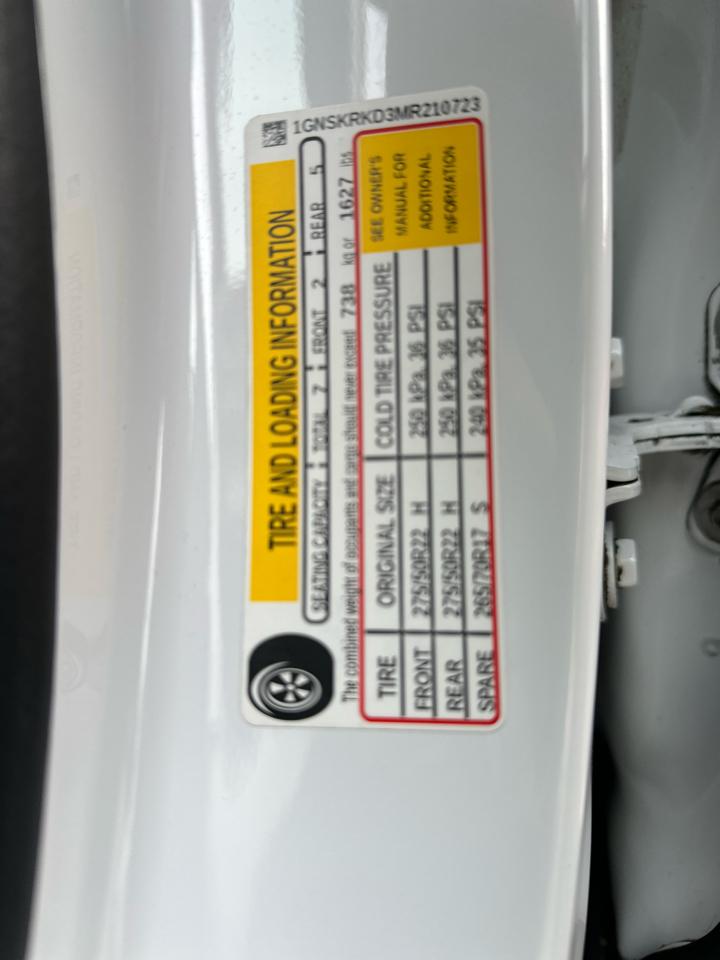 1GNSKRKD3MR210723
TIRE AND LOADING INFORMATION
SEATING CAPACITY TOTAL 7 FRONT 2 REAR 5
The combined weight of occupants and cargo should never exceed 738 kg or 1627 lbs
TIRE ORIGINAL SIZE COLD TIRE PRESSURE
FRONT 275/50R22 H 250 kPa, 36 PSI
REAR 275/50R22 H 250 kPa, 36 PSI
SPARE 265/70R17 S 240 kPa, 35 PSI
SEE OWNER'S
MANUAL FOR
ADDITIONAL
INFORMATION